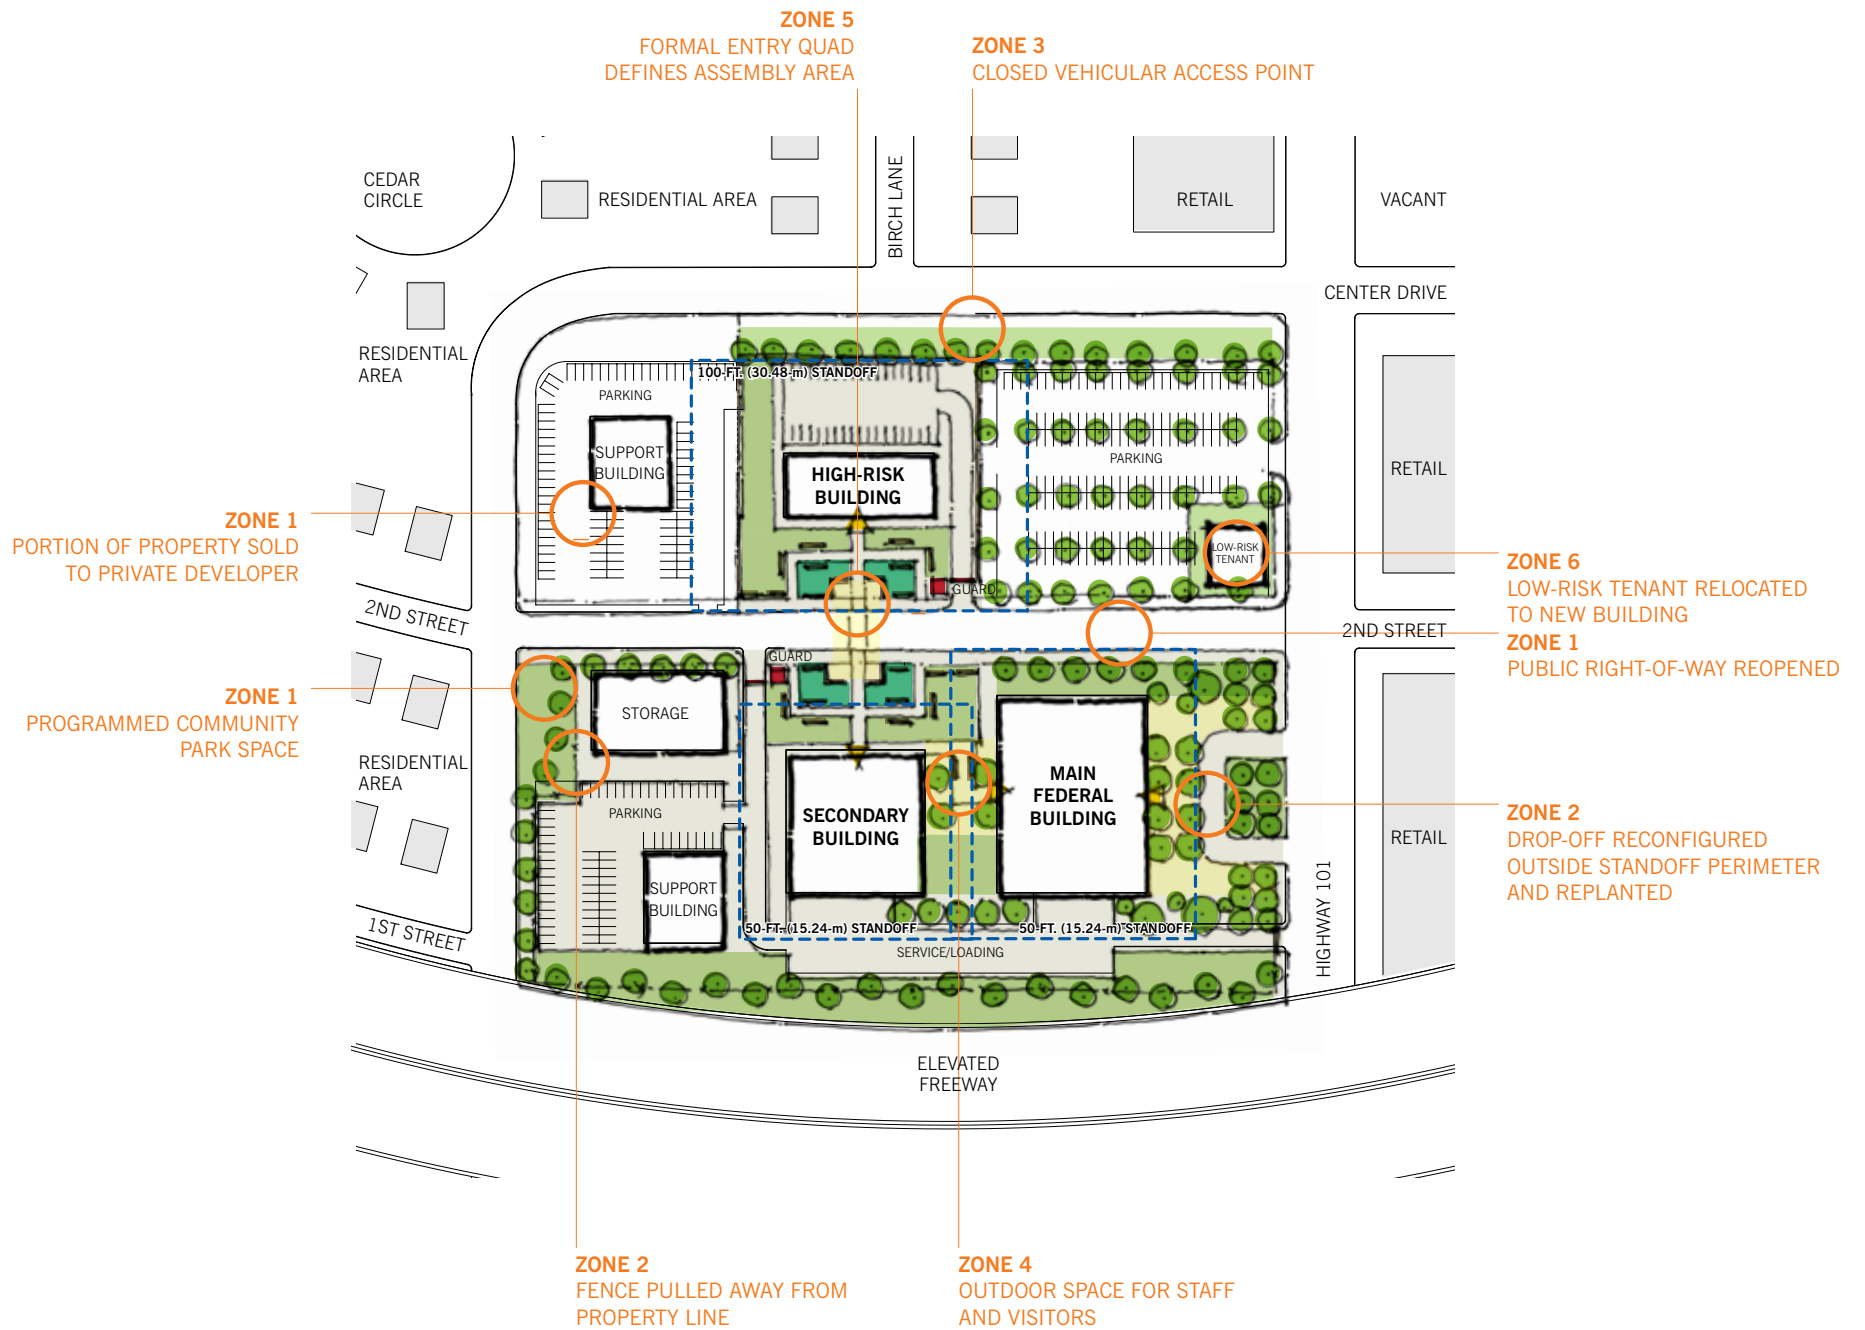 ZONE 5
FORMAL ENTRY QUAD
DEFINES ASSEMBLY AREA
ZONE 3
CLOSED VEHICULAR ACCESS POINT
CEDAR
CIRCLE
RESIDENTIAL AREA
BIRCH LANE
RETAIL
VACANT
CENTER DRIVE
RESIDENTIAL
AREA
100-FT. (30.48-m) STANDOFF
PARKING
SUPPORT
BUILDING
HIGH-RISK
BUILDING
PARKING
RETAIL
ZONE 1
PORTION OF PROPERTY SOLD
TO PRIVATE DEVELOPER
LOW-RISK
TENANT
ZONE 6
LOW-RISK TENANT RELOCATED
TO NEW BUILDING
GUARD
2ND STREET
2ND STREET
ZONE 1
PUBLIC RIGHT-OF-WAY REOPENED
GUARD
ZONE 1
PROGRAMMED COMMUNITY
PARK SPACE
STORAGE
RESIDENTIAL
AREA
PARKING
SECONDARY
BUILDING
MAIN
FEDERAL
BUILDING
RETAIL
ZONE 2
DROP-OFF RECONFIGURED
OUTSIDE STANDOFF PERIMETER
AND REPLANTED
SUPPORT
BUILDING
HIGHWAY 101
1ST STREET
50-FT. (15.24-m) STANDOFF
50-FT. (15.24-m) STANDOFF
SERVICE/LOADING
ELEVATED
FREEWAY
ZONE 2
FENCE PULLED AWAY FROM
PROPERTY LINE
ZONE 4
OUTDOOR SPACE FOR STAFF
AND VISITORS